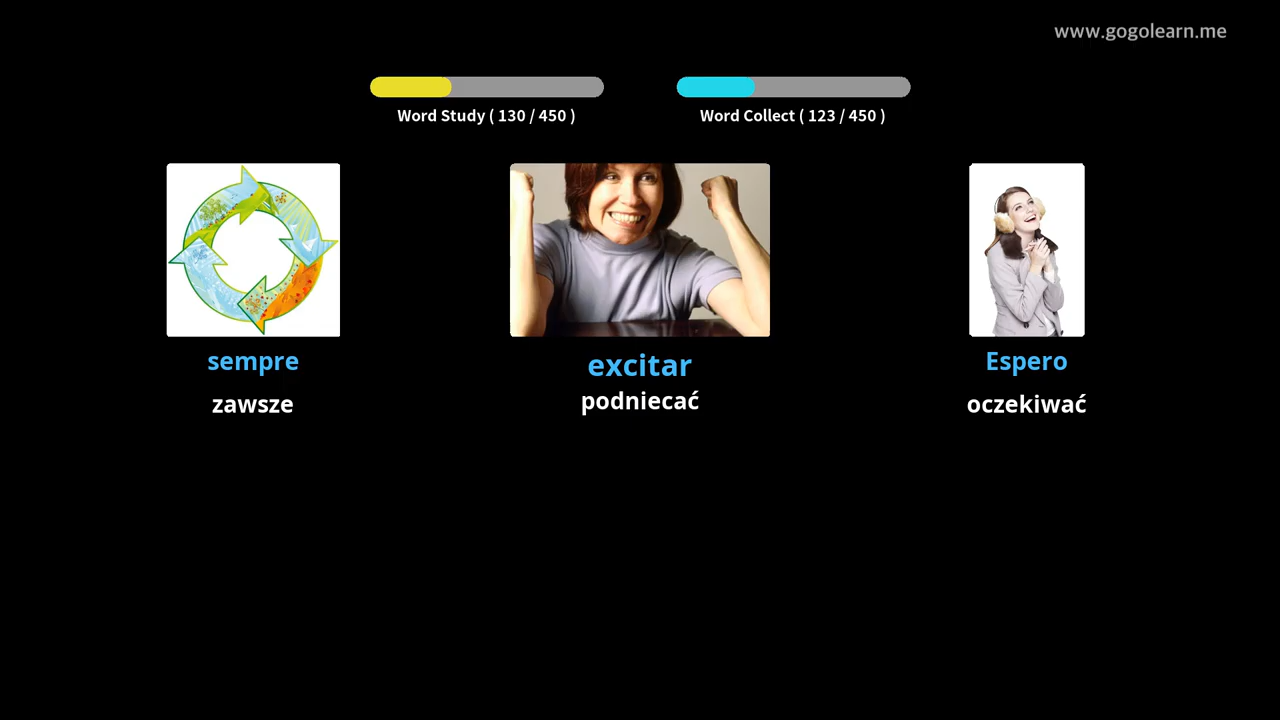 www.gogolearn.me
Word Study ( 130 / 450 )
Word Collect ( 123 / 450 )
sempre
zawsze
excitar
podniecać
Espero
oczekiwać